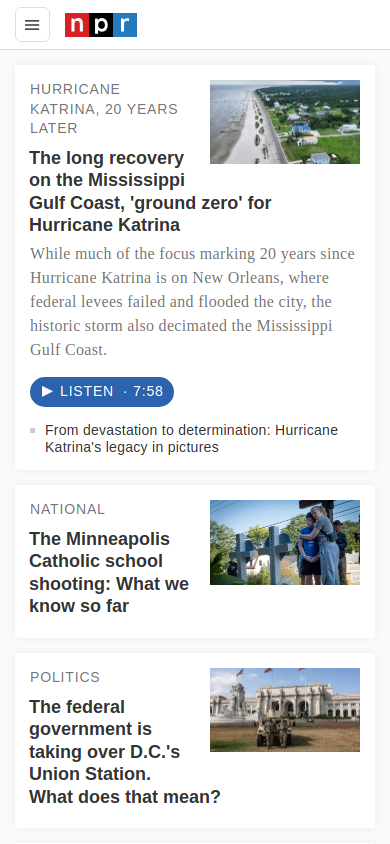 npr
HURRICANE
KATRINA, 20 YEARS
LATER
The long recovery
on the Mississippi
Gulf Coast, 'ground zero' for
Hurricane Katrina
While much of the focus marking 20 years since
Hurricane Katrina is on New Orleans, where
federal levees failed and flooded the city, the
historic storm also decimated the Mississippi
Gulf Coast.
LISTEN · 7:58
From devastation to determination: Hurricane
Katrina's legacy in pictures
NATIONAL
The Minneapolis
Catholic school
shooting: What we
know so far
POLITICS
The federal
government is
taking over D.C.'s
Union Station.
What does that mean?